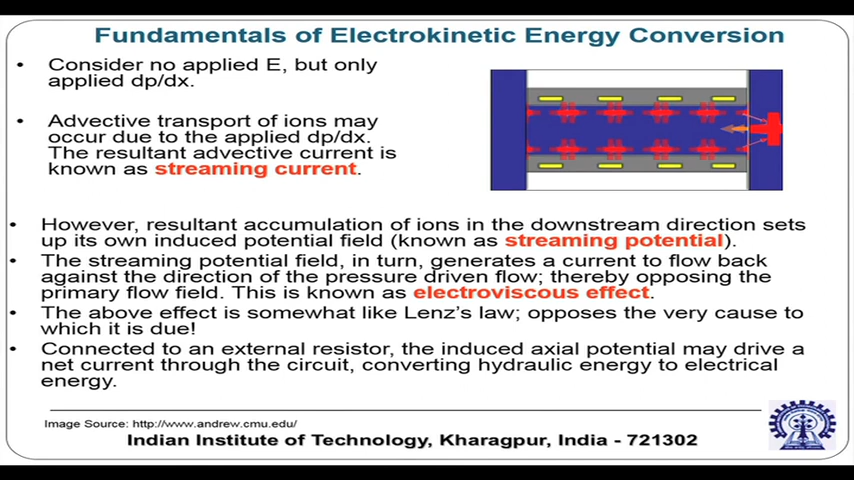 Fundamentals of Electrokinetic Energy Conversion
• Consider no applied E, but only
applied dp/dx.
• Advective transport of ions may
occur due to the applied dp/dx.
The resultant advective current is
known as streaming current.
• However, resultant accumulation of ions in the downstream direction sets
up its own induced potential field (known as streaming potential).
• The streaming potential field, in turn, generates a current to flow back
against the direction of the pressure driven flow; thereby opposing the
primary flow field. This is known as electroviscous effect.
• The above effect is somewhat like Lenz's law; opposes the very cause to
which it is due!
• Connected to an external resistor, the induced axial potential may drive a
net current through the circuit, converting hydraulic energy to electrical
energy.
Image Source: http://www.andrew.cmu.edu/
Indian Institute of Technology, Kharagpur, India - 721302